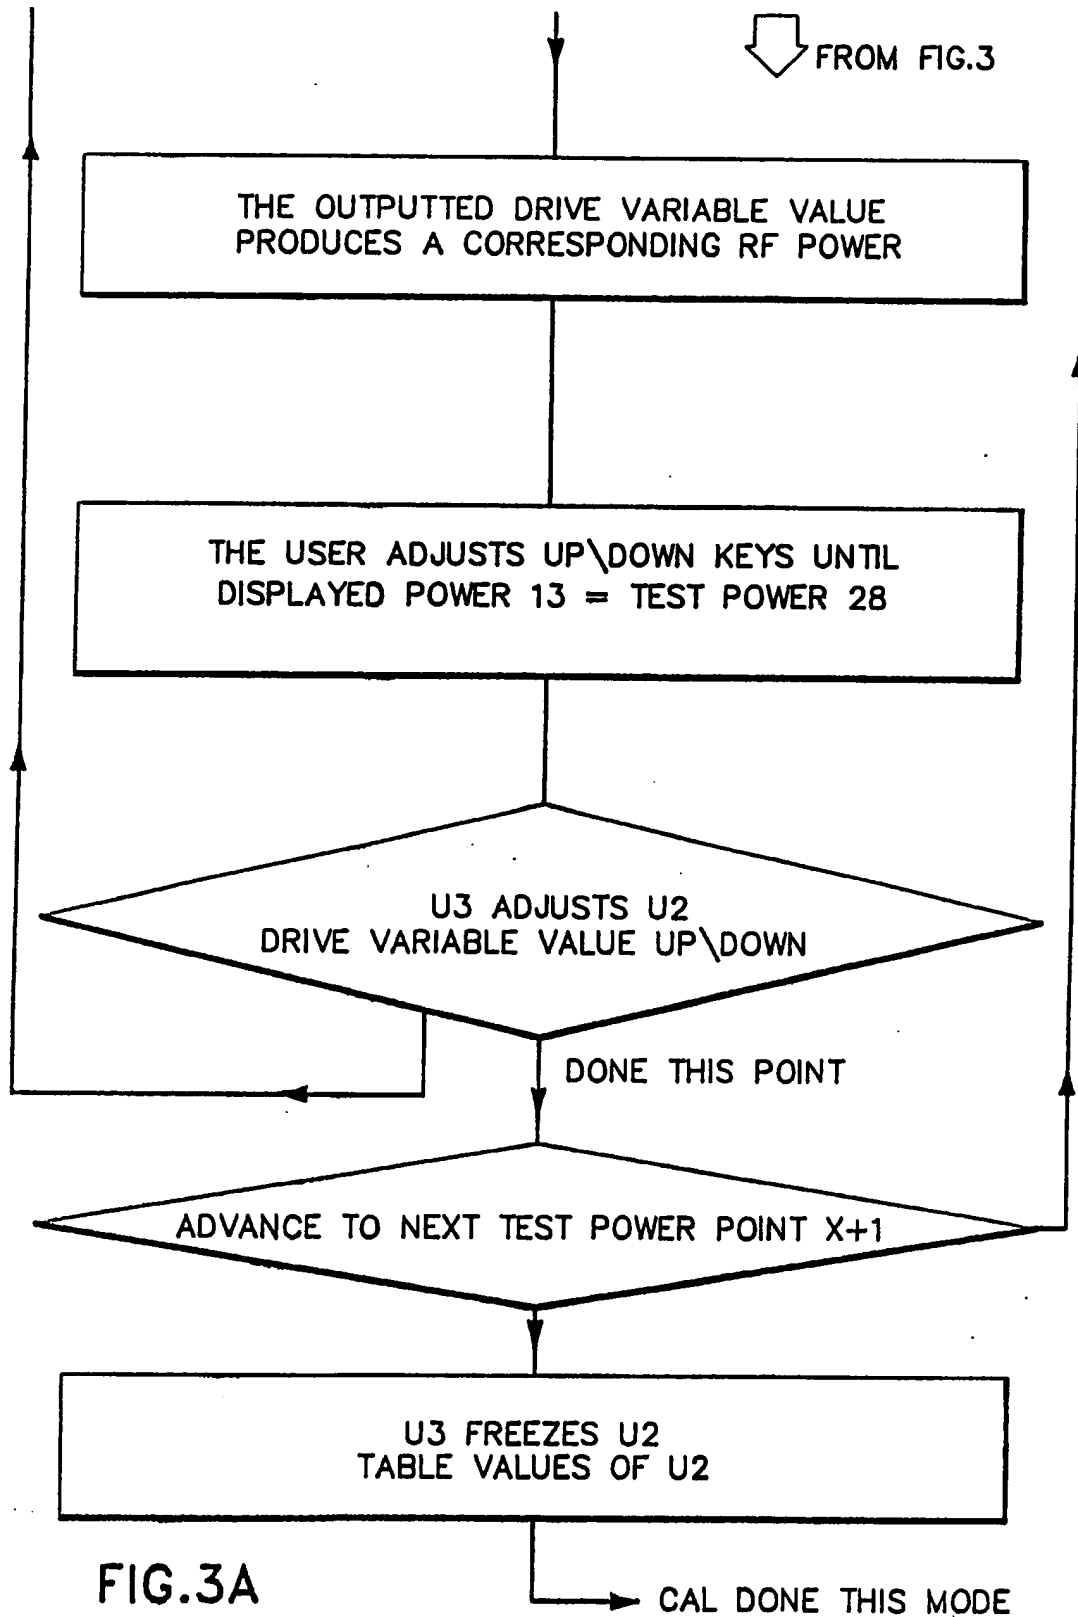 FROM FIG.3
THE OUTPUTTED DRIVE VARIABLE VALUE
PRODUCES A CORRESPONDING RF POWER
THE USER ADJUSTS UP\DOWN KEYS UNTIL
DISPLAYED POWER 13 = TEST POWER 28
U3 ADJUSTS U2
DRIVE VARIABLE VALUE UP\DOWN
DONE THIS POINT
ADVANCE TO NEXT TEST POWER POINT X+1
U3 FREEZES U2
TABLE VALUES OF U2
CAL DONE THIS MODE
FIG.3A